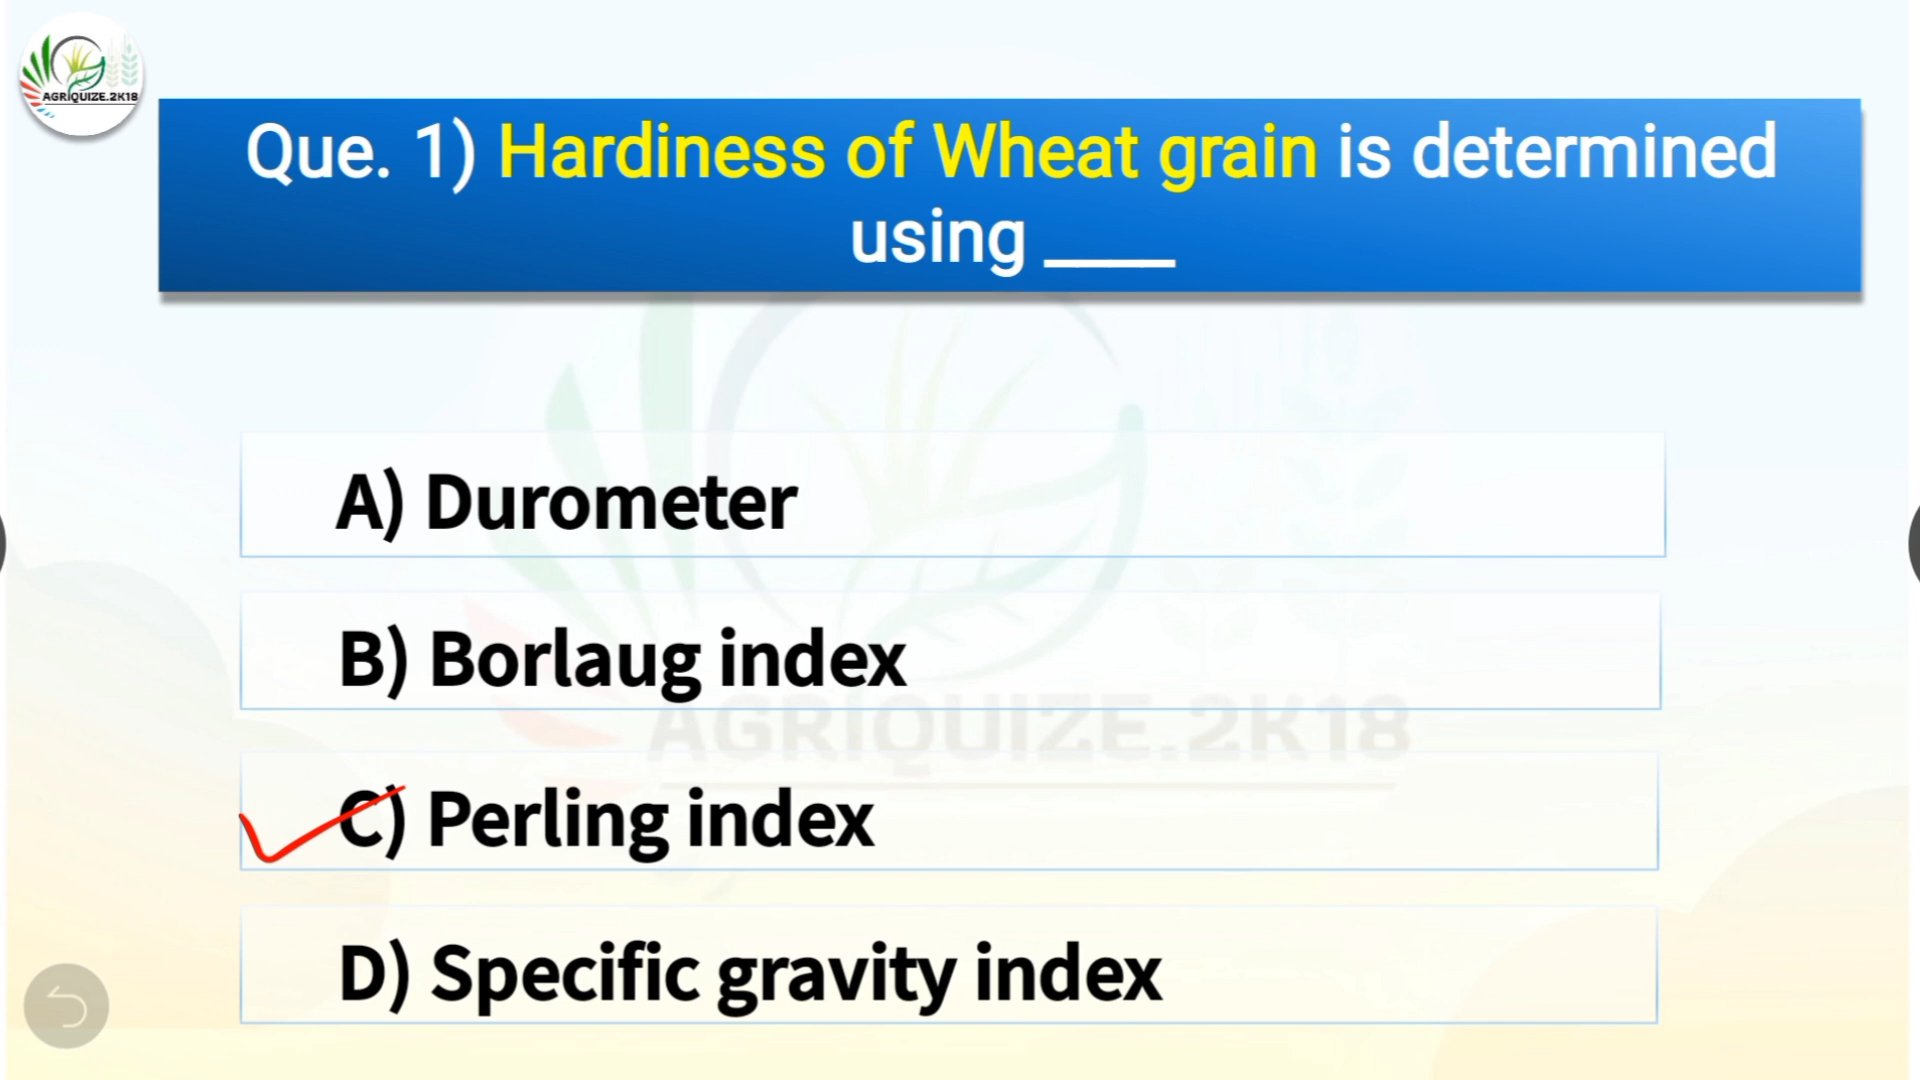 AGRIQUIZE.2K18
Que. 1) Hardiness of Wheat grain is determined
using ____
A) Durometer
B) Borlaug index
AGRIQUIZE.2K18
C) Perling index
D) Specific gravity index